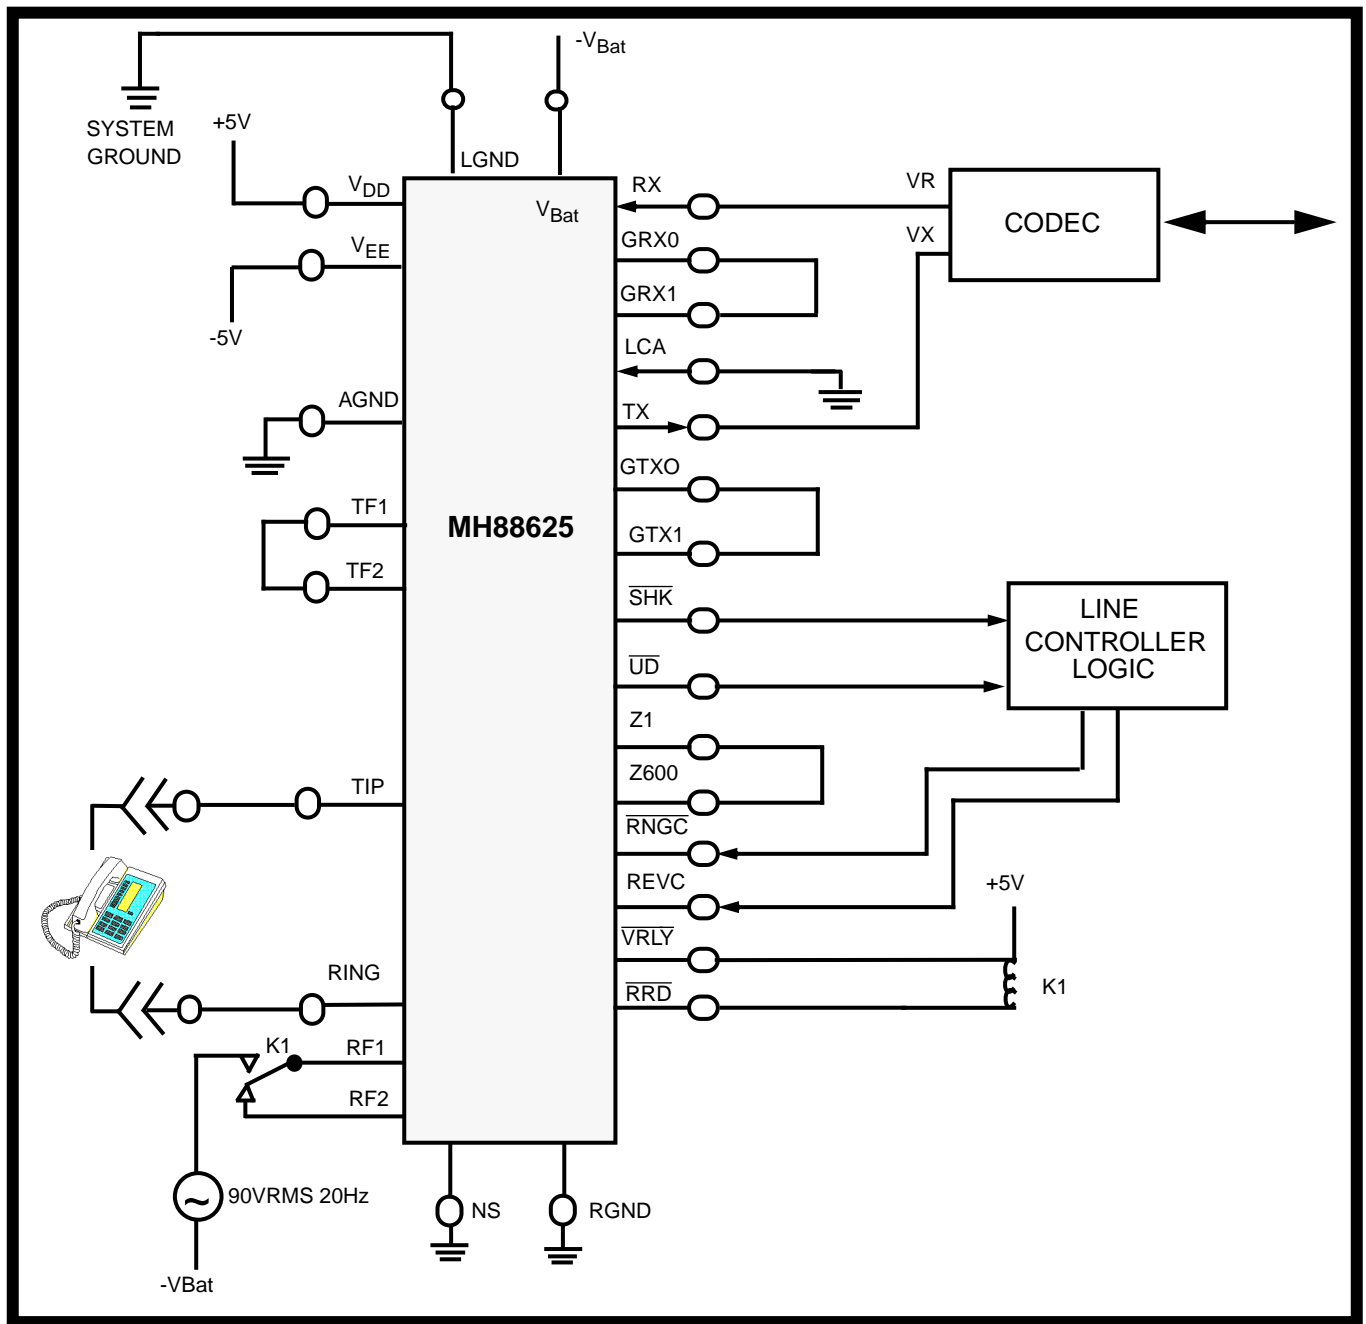 -VBat
SYSTEM
GROUND
+5V
LGND
VDD
VBat
RX
VR
CODEC
VX
VEE
GRX0
GRX1
-5V
LCA
AGND
TX
GTXO
TF1
MH88625
GTX1
TF2
SHK
LINE
CONTROLLER
LOGIC
UD
Z1
Z600
TIP
RNGC
REVC
+5V
VRLY
RING
RRD
K1
K1
RF1
RF2
~
90VRMS 20Hz
NS
RGND
-VBat